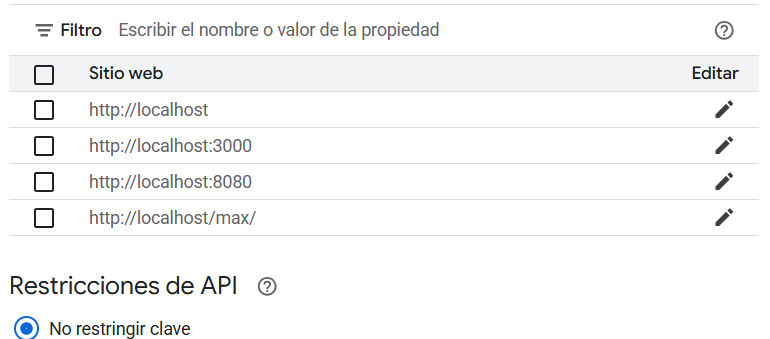 Filtro Escribir el nombre o valor de la propiedad
Sitio web Editar
http://localhost
http://localhost:3000
http://localhost:8080
http://localhost/max/
Restricciones de API
No restringir clave